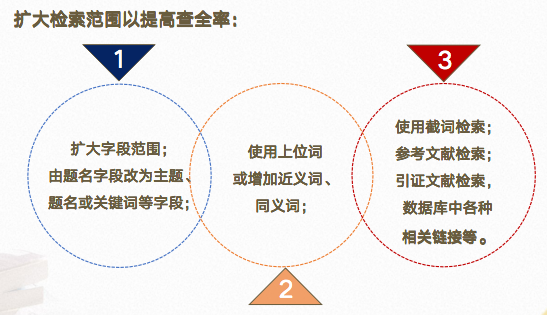 扩大检索范围以提高查全率：
1
扩大字段范围；
由题名字段改为主题、
题名或关键词等字段；
使用上位词
或增加近义词、
同义词；
2
3
使用截词检索；
参考文献检索；
引证文献检索，
数据库中各种
相关链接等。